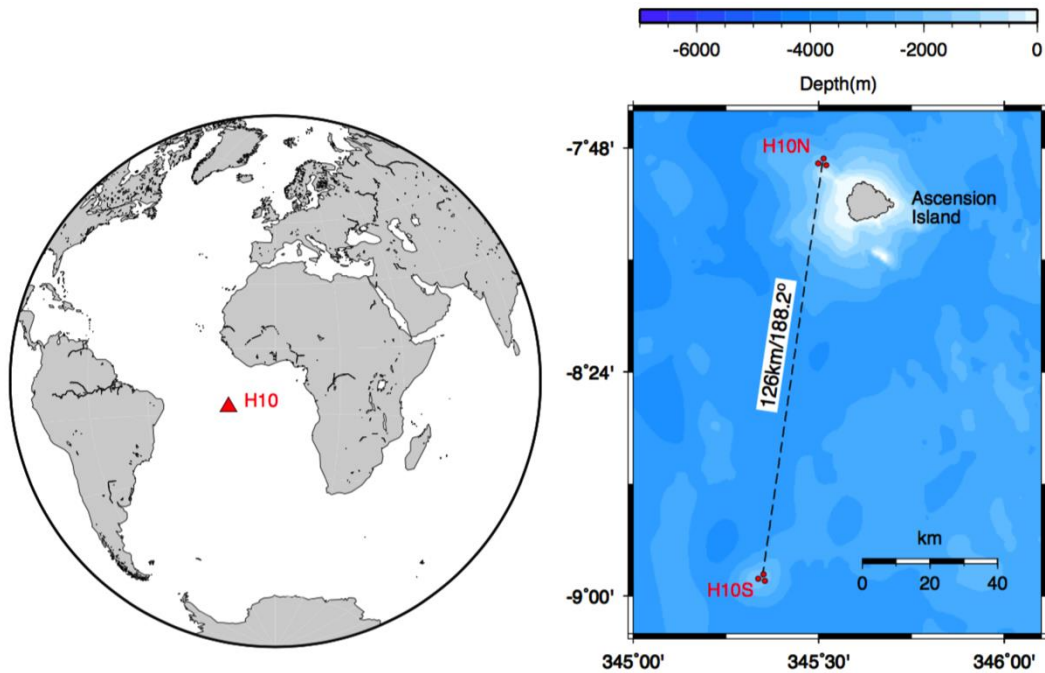 H10
-6000 -4000 -2000 0
Depth(m)
-7˚48'
H10N
Ascension
Island
126km/188.2º
-8˚24'
km
0 20 40
H10S
-9˚00'
345˚00' 345˚30' 346˚00'